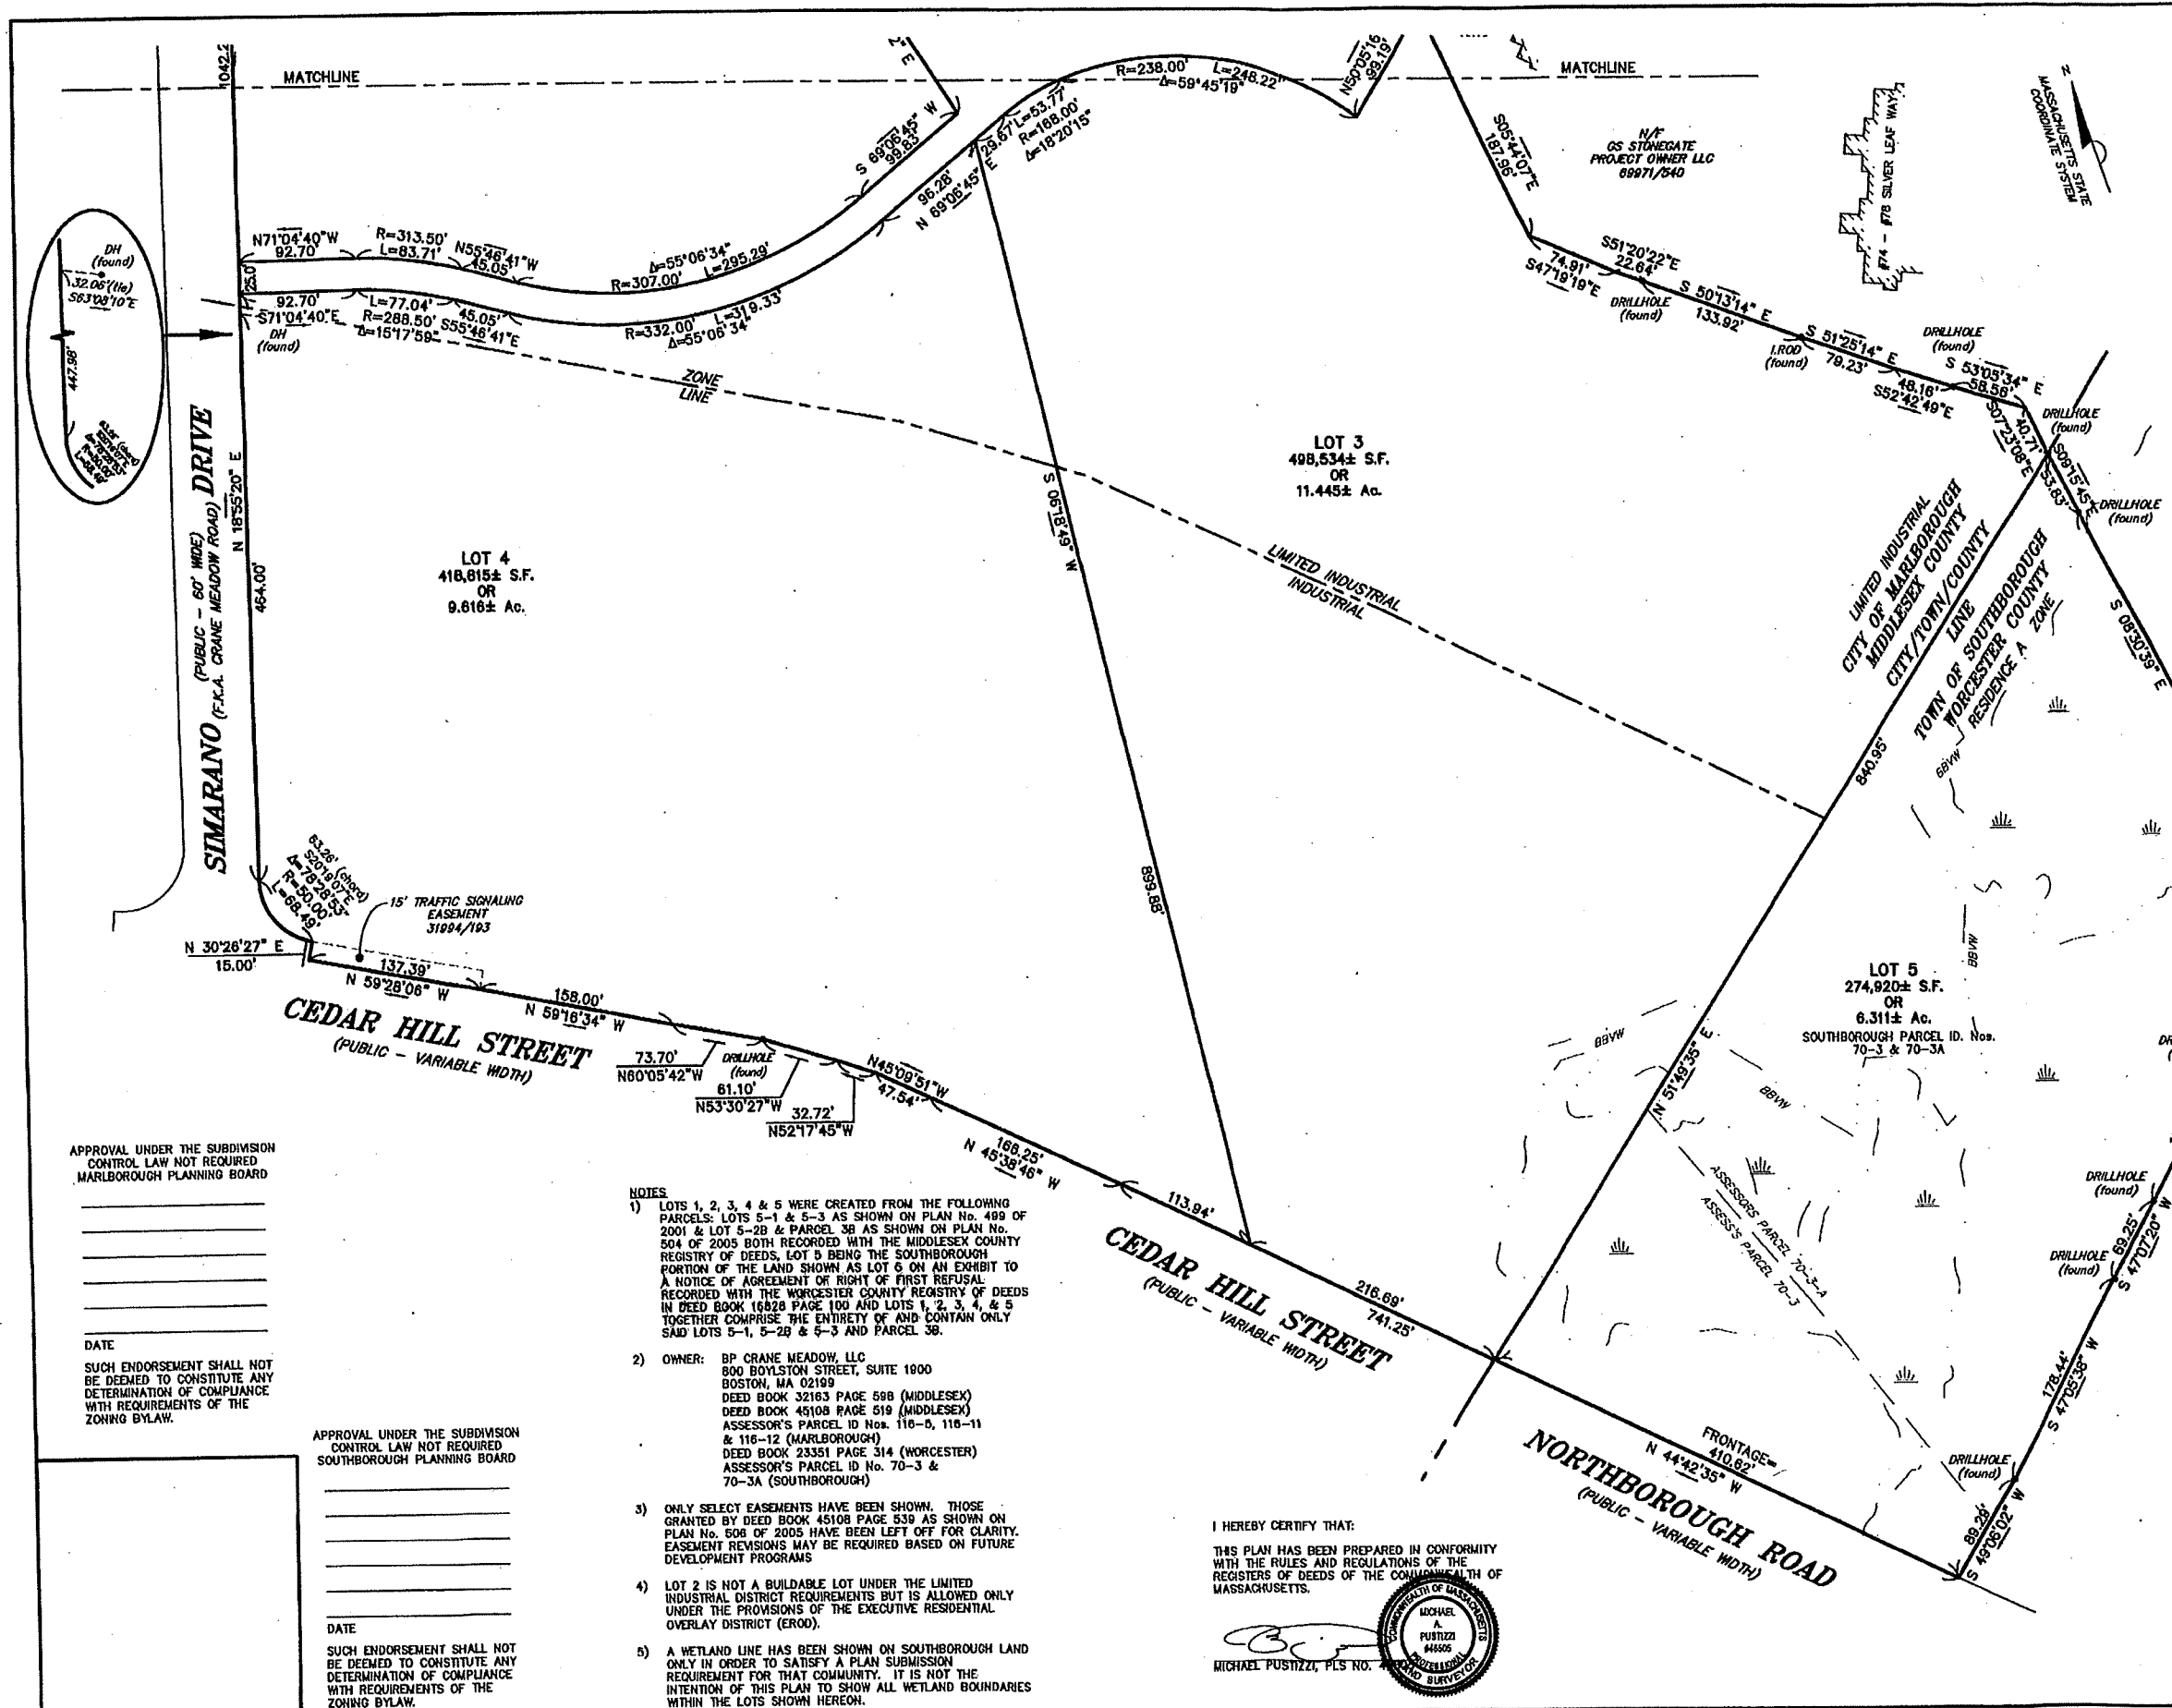 MATCHLINE
MATCHLINE
R=238.00' L=248.22'
Δ=59°45'19"
N50°05'16
99.19'
L=53.77'
R=168.00'
Δ=18°20'15"
29.67'
S 69°06'45" W
99.83'
96.28'
N 69°06'45" E
S05°44'07"E
187.96'
N/F
GS STONEGATE
PROJECT OWNER LLC
69971/540
#74 - #78 SILVER LEAF WAY
N
MASSACHUSETTS STATE
COORDINATE SYSTEM
DH
(found)
32.06'(tie)
S63°08'10"E
447.98'
N71°04'40"W
92.70'
R=313.50'
L=83.71'
N55°46'41"W
45.05'
Δ=55°06'34"
R=307.00' L=295.29'
25.0'
92.70'
S71°04'40"E
L=77.04'
R=288.50'
Δ=15°17'59"
45.05'
S55°46'41"E
R=332.00' L=319.33'
Δ=55°06'34"
DH
(found)
ZONE
LINE
S51°20'22"E
22.64'
74.91'
S47°19'19"E
DRILLHOLE
(found)
S 50°13'14" E
133.92'
I.ROD
(found)
S 51°25'14" E
79.23'
DRILLHOLE
(found)
48.16'
S52°42'49"E
S 53°05'34" E
58.56'
DRILLHOLE
(found)
40.71'
S07°23'08"E
S09°15'45"E
53.83'
DRILLHOLE
(found)
S 08°30'39" E
SIMARANO DRIVE
(PUBLIC - 60' WIDE)
(F.K.A. CRANE MEADOW ROAD)
N 18°55'20" E
464.00'
LOT 4
418,815± S.F.
OR
9.616± Ac.
LOT 3
498,534± S.F.
OR
11.445± Ac.
S 06°18'49" W
899.88'
LIMITED INDUSTRIAL
INDUSTRIAL
LIMITED INDUSTRIAL
CITY OF MARLBOROUGH
MIDDLESEX COUNTY
CITY/TOWN/COUNTY
LINE
TOWN OF SOUTHBOROUGH
WORCESTER COUNTY
RESIDENCE A ZONE
840.95'
N 51°49'35" E
BBVW
BBVW
BBVW
BBVW
63.26' (chord)
S20°19'07"E
Δ=78°28'53"
R=50.00'
L=68.49'
15' TRAFFIC SIGNALING
EASEMENT
31994/193
N 30°26'27" E
15.00'
137.39'
N 59°28'06" W
158.00'
N 59°16'34" W
CEDAR HILL STREET
(PUBLIC - VARIABLE WIDTH)
73.70'
N60°05'42"W
DRILLHOLE
(found)
61.10'
N53°30'27"W
32.72'
N52°17'45"W
N45°09'51"W
47.54'
168.25'
N 45°38'46" W
113.94'
CEDAR HILL STREET
(PUBLIC - VARIABLE WIDTH)
216.69'
741.25'
LOT 5
274,920± S.F.
OR
6.311± Ac.
SOUTHBOROUGH PARCEL ID. Nos.
70-3 & 70-3A
ASSESSORS PARCEL 70-3-A
ASSESS'S PARCEL 70-3
DRILLHOLE
(found)
69.25'
S 47°07'20" W
DRILLHOLE
(found)
178.44'
S 47°05'38" W
DRILLHOLE
(found)
89.29'
S 49°06'02" W
FRONTAGE=
410.62'
N 44°42'35" W
NORTHBOROUGH ROAD
(PUBLIC - VARIABLE WIDTH)
APPROVAL UNDER THE SUBDIVISION
CONTROL LAW NOT REQUIRED
MARLBOROUGH PLANNING BOARD
DATE
SUCH ENDORSEMENT SHALL NOT
BE DEEMED TO CONSTITUTE ANY
DETERMINATION OF COMPLIANCE
WITH REQUIREMENTS OF THE
ZONING BYLAW.
APPROVAL UNDER THE SUBDIVISION
CONTROL LAW NOT REQUIRED
SOUTHBOROUGH PLANNING BOARD
DATE
SUCH ENDORSEMENT SHALL NOT
BE DEEMED TO CONSTITUTE ANY
DETERMINATION OF COMPLIANCE
WITH REQUIREMENTS OF THE
ZONING BYLAW.
NOTES
1) LOTS 1, 2, 3, 4 & 5 WERE CREATED FROM THE FOLLOWING
PARCELS: LOTS 5-1 & 5-3 AS SHOWN ON PLAN No. 499 OF
2001 & LOT 5-2B & PARCEL 3B AS SHOWN ON PLAN No.
504 OF 2005 BOTH RECORDED WITH THE MIDDLESEX COUNTY
REGISTRY OF DEEDS, LOT 5 BEING THE SOUTHBOROUGH
PORTION OF THE LAND SHOWN AS LOT 6 ON AN EXHIBIT TO
A NOTICE OF AGREEMENT OF RIGHT OF FIRST REFUSAL
RECORDED WITH THE WORCESTER COUNTY REGISTRY OF DEEDS
IN DEED BOOK 16828 PAGE 100 AND LOTS 1, 2, 3, 4, & 5
TOGETHER COMPRISE THE ENTIRETY OF AND CONTAIN ONLY
SAID LOTS 5-1, 5-2B & 5-3 AND PARCEL 3B.
2) OWNER: BP CRANE MEADOW, LLC
800 BOYLSTON STREET, SUITE 1900
BOSTON, MA 02199
DEED BOOK 32163 PAGE 598 (MIDDLESEX)
DEED BOOK 45108 PAGE 519 (MIDDLESEX)
ASSESSOR'S PARCEL ID Nos. 116-5, 116-11
& 116-12 (MARLBOROUGH)
DEED BOOK 23351 PAGE 314 (WORCESTER)
ASSESSOR'S PARCEL ID No. 70-3 &
70-3A (SOUTHBOROUGH)
3) ONLY SELECT EASEMENTS HAVE BEEN SHOWN. THOSE
GRANTED BY DEED BOOK 45108 PAGE 539 AS SHOWN ON
PLAN No. 506 OF 2005 HAVE BEEN LEFT OFF FOR CLARITY.
EASEMENT REVISIONS MAY BE REQUIRED BASED ON FUTURE
DEVELOPMENT PROGRAMS
4) LOT 2 IS NOT A BUILDABLE LOT UNDER THE LIMITED
INDUSTRIAL DISTRICT REQUIREMENTS BUT IS ALLOWED ONLY
UNDER THE PROVISIONS OF THE EXECUTIVE RESIDENTIAL
OVERLAY DISTRICT (EROD).
5) A WETLAND LINE HAS BEEN SHOWN ON SOUTHBOROUGH LAND
ONLY IN ORDER TO SATISFY A PLAN SUBMISSION
REQUIREMENT FOR THAT COMMUNITY. IT IS NOT THE
INTENTION OF THIS PLAN TO SHOW ALL WETLAND BOUNDARIES
WITHIN THE LOTS SHOWN HEREON.
I HEREBY CERTIFY THAT:
THIS PLAN HAS BEEN PREPARED IN CONFORMITY
WITH THE RULES AND REGULATIONS OF THE
REGISTERS OF DEEDS OF THE COMMONWEALTH OF
MASSACHUSETTS.
MICHAEL PUSTIZZI, PLS NO.
COMMONWEALTH OF MASSACHUSETTS
MICHAEL
A.
PUSTIZZI
#46505
PROFESSIONAL
LAND SURVEYOR